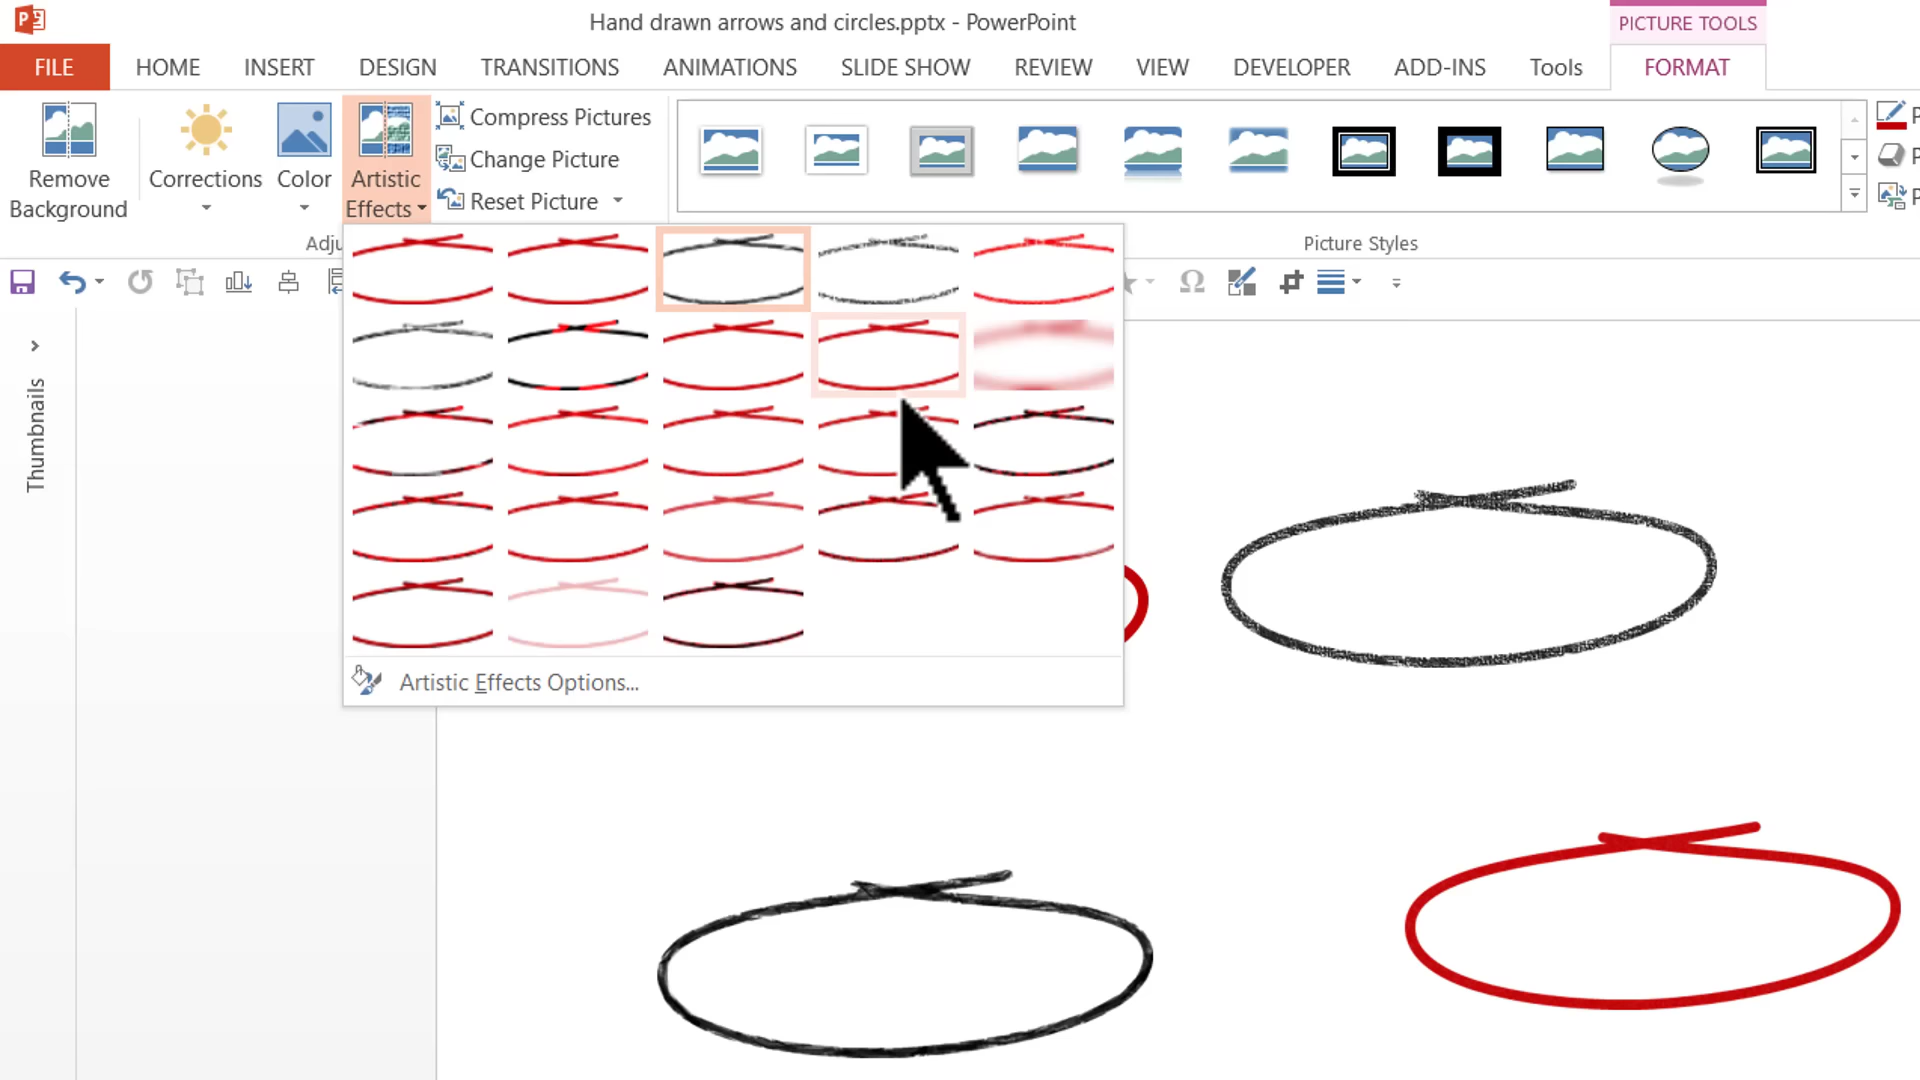 Hand drawn arrows and circles.pptx - PowerPoint
PICTURE TOOLS
FILE
HOME
INSERT
DESIGN
TRANSITIONS
ANIMATIONS
SLIDE SHOW
REVIEW
VIEW
DEVELOPER
ADD-INS
Tools
FORMAT
Remove
Background
Corrections
Color
Artistic
Effects
Compress Pictures
Change Picture
Reset Picture
P
P
P
Adju
Picture Styles
Thumbnails
Artistic Effects Options...